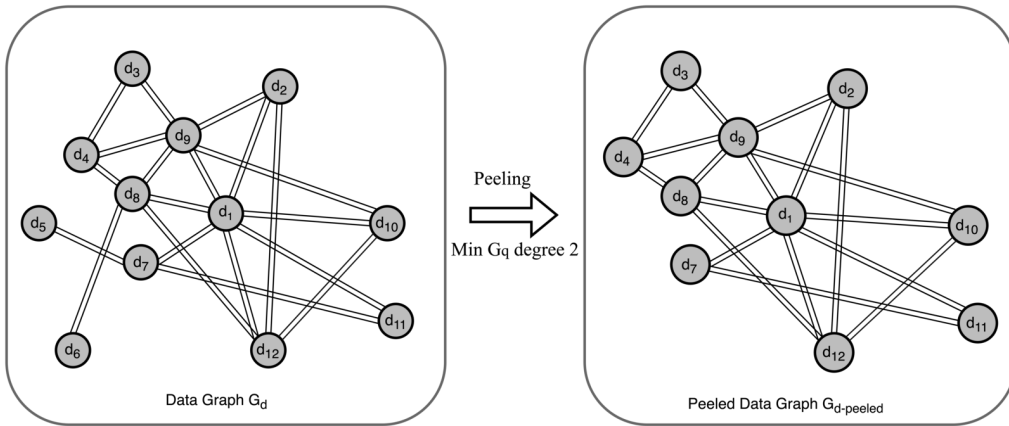 d3
d2
d9
d4
d8
d5
d1
d10
d7
d11
d6
d12
Data Graph Gd
Peeling
Min Gq degree 2
d3
d2
d9
d4
d8
d1
d10
d7
d11
d12
Peeled Data Graph Gd-peeled